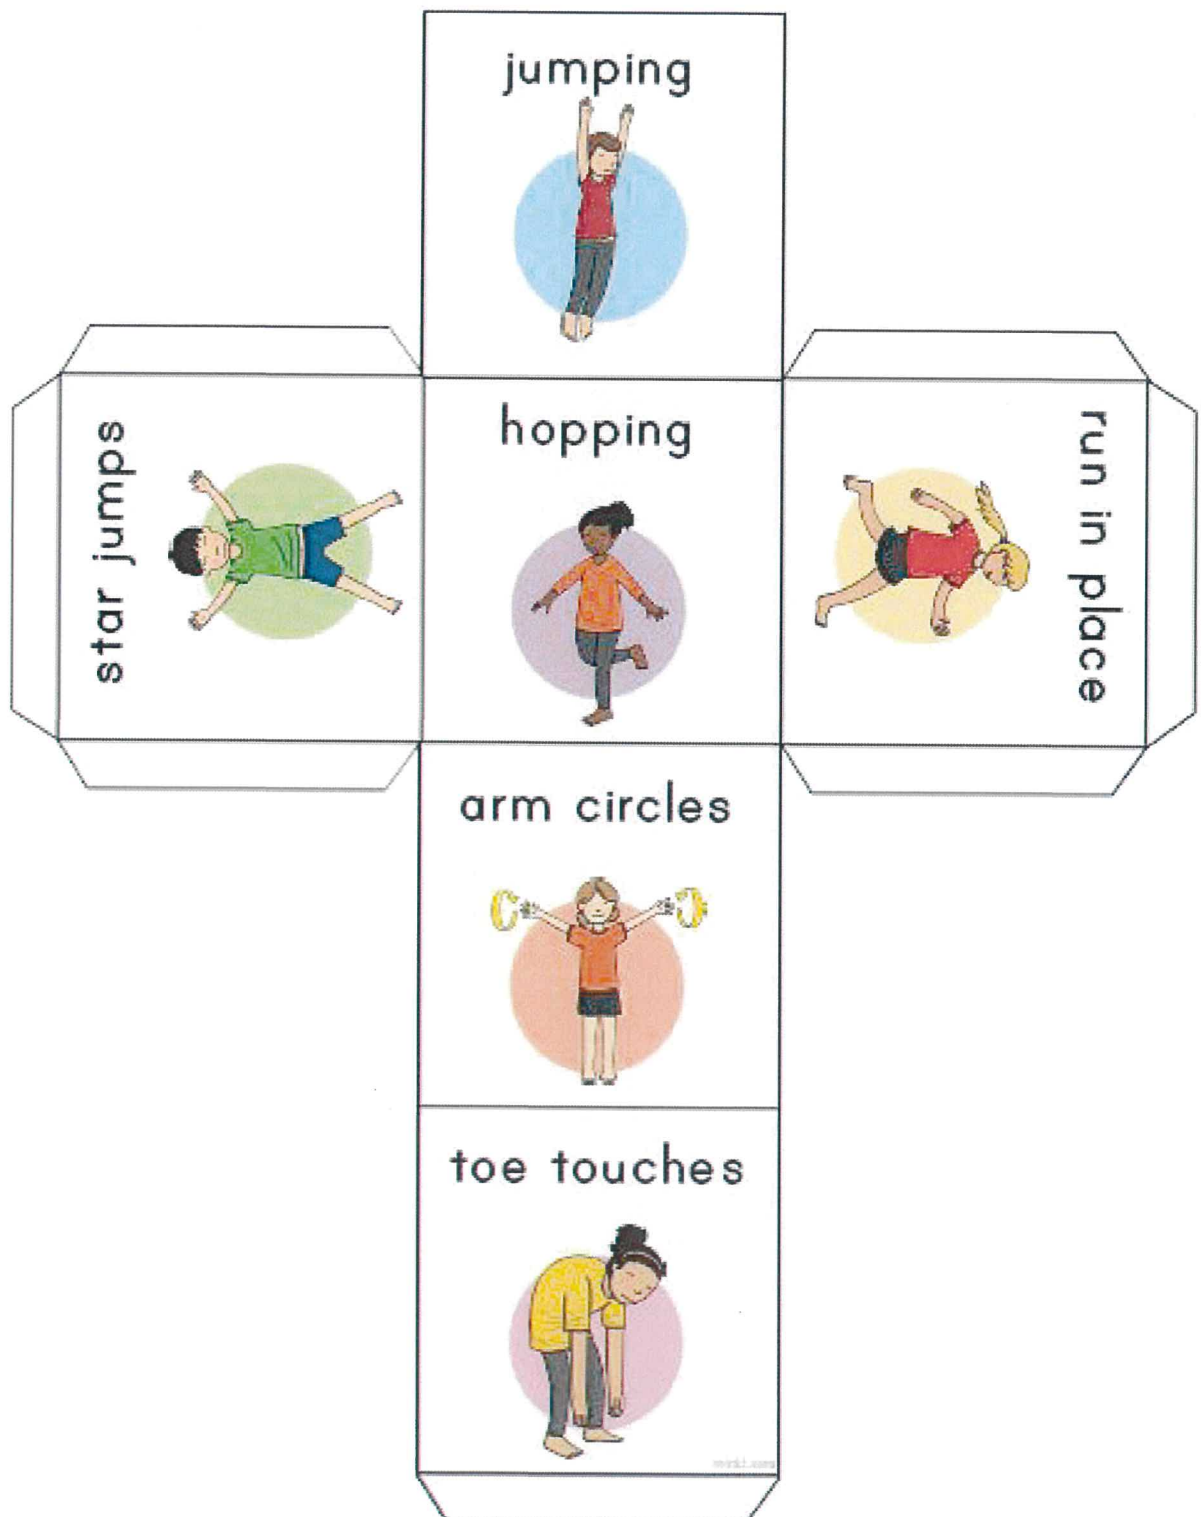 jumping
star jumps
hopping
run in place
arm circles
toe touches